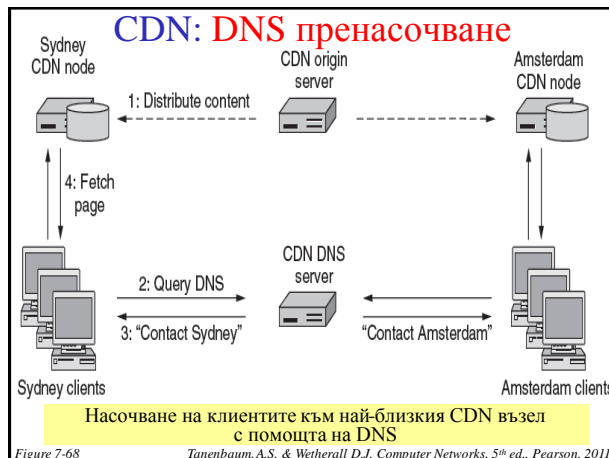 CDN: DNS пренасочване
Sydney
CDN node
CDN origin
server
Amsterdam
CDN node
1: Distribute content
4: Fetch
page
CDN DNS
server
2: Query DNS
3: “Contact Sydney”
“Contact Amsterdam”
Sydney clients
Amsterdam clients
Насочване на клиентите към най-близкия CDN възел
с помощта на DNS
Figure 7-68
Tanenbaum, A.S. & Wetherall D.J. Computer Networks, 5th ed., Pearson, 2011